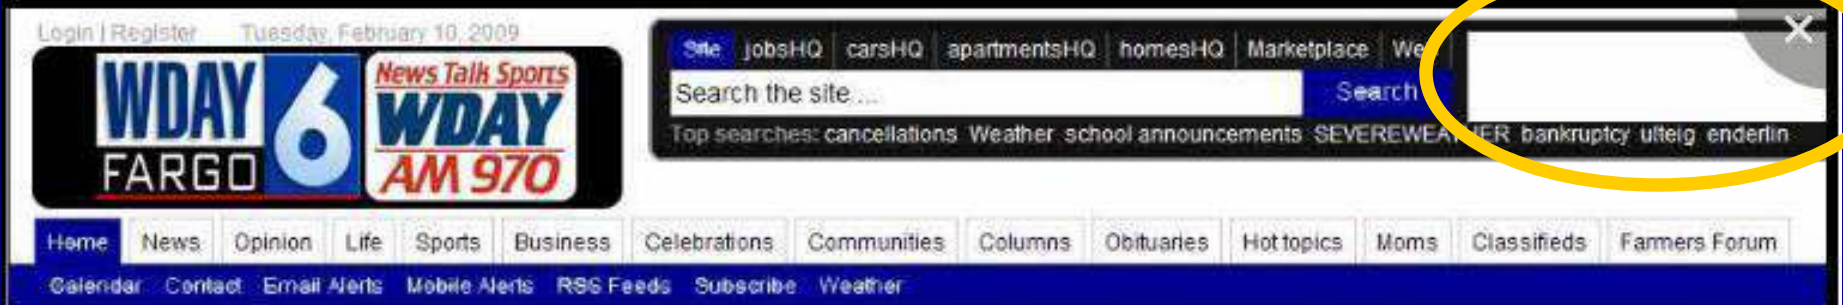 Login | Register Tuesday, February 10, 2009
WDAY 6
FARGO
News Talk Sports
WDAY
AM 970
Site jobsHQ carsHQ apartmentsHQ homesHQ Marketplace
Search the site ... Search
Top searches: cancellations Weather school announcements bankruptcy ulteig enderlin
Home News Opinion Life Sports Business Celebrations Communities Columns Obituaries Hot topics Moms Classifieds Farmers Forum
Calendar Contact Email Alerts Mobile Alerts RSS Feeds Subscribe Weather